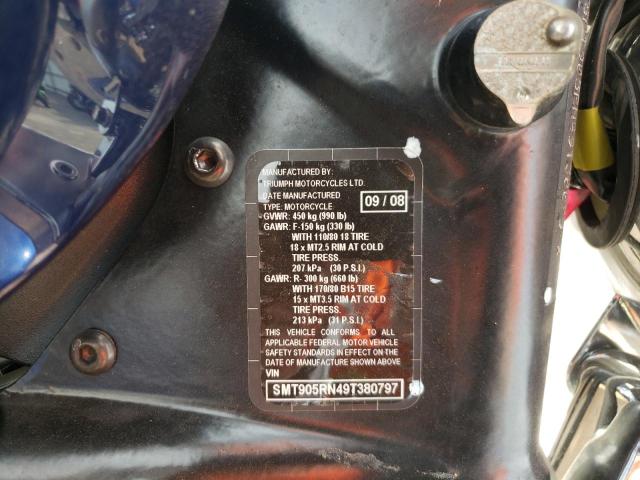 MANUFACTURED BY:
TRIUMPH MOTORCYCLES LTD.
DATE MANUFACTURED 09 / 08
TYPE: MOTORCYCLE
GVWR: 450 kg (990 lb)
GAWR: F-150 kg (330 lb)
WITH 110/80 18 TIRE
18 x MT2.5 RIM AT COLD
TIRE PRESS.
207 kPa (30 P.S.I.)
GAWR: R- 300 kg (660 lb)
WITH 170/80 B15 TIRE
15 x MT3.5 RIM AT COLD
TIRE PRESS.
213 kPa (31 P.S.I.)
THIS VEHICLE CONFORMS TO ALL
APPLICABLE FEDERAL MOTOR VEHICLE
SAFETY STANDARDS IN EFFECT ON THE
DATE OF MANUFACTURE SHOWN ABOVE
VIN
SMT905RN49T380797